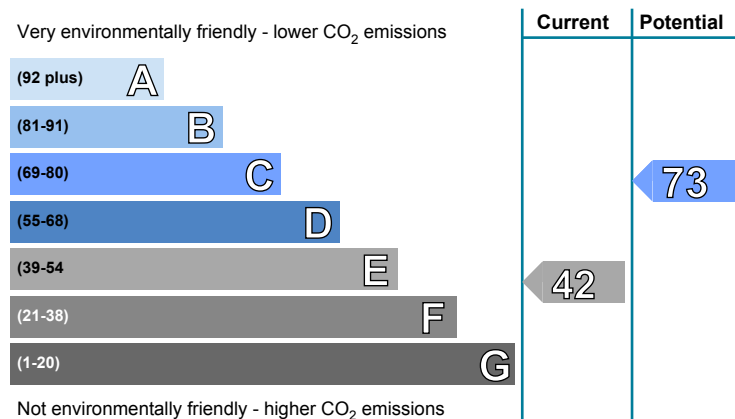 Very environmentally friendly - lower CO2 emissions
Current
Potential
(92 plus) A
(81-91) B
(69-80) C
73
(55-68) D
(39-54 E
42
(21-38) F
(1-20) G
Not environmentally friendly - higher CO2 emissions